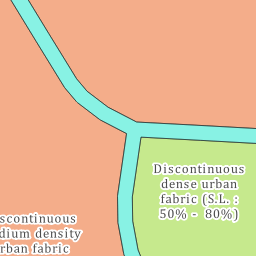 Discontinuous
dense urban
fabric (S.L. :
50% -  80%)
scontinuous
dium density
rban fabric